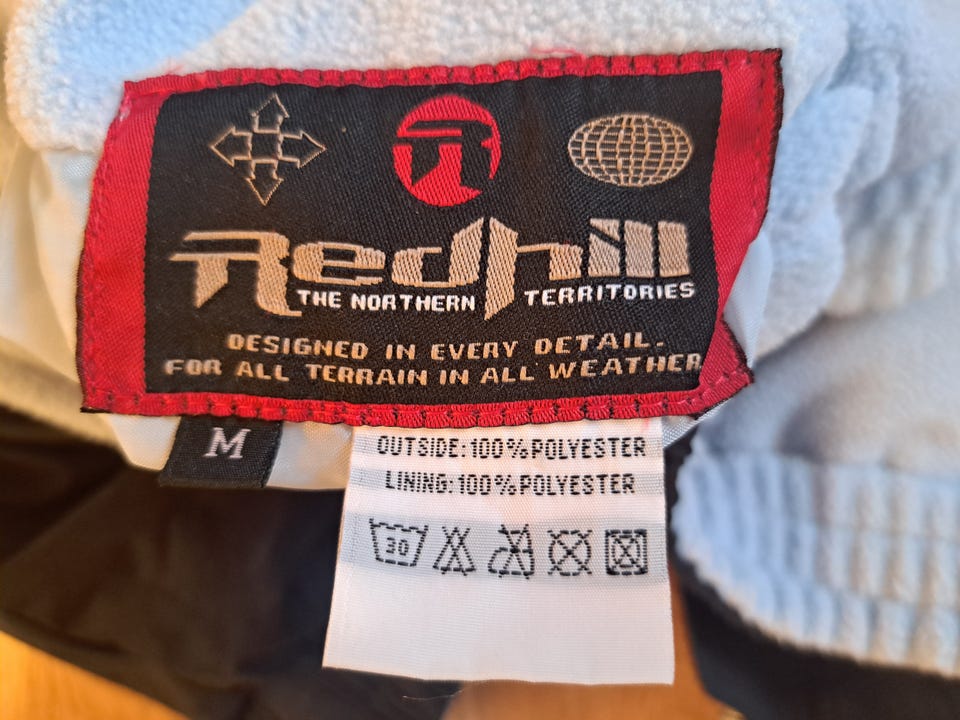 R
Redhill
THE NORTHERN TERRITORIES
DESIGNED IN EVERY DETAIL.
FOR ALL TERRAIN IN ALL WEATHER
M
OUTSIDE:100%POLYESTER
LINING:100%POLYESTER
30